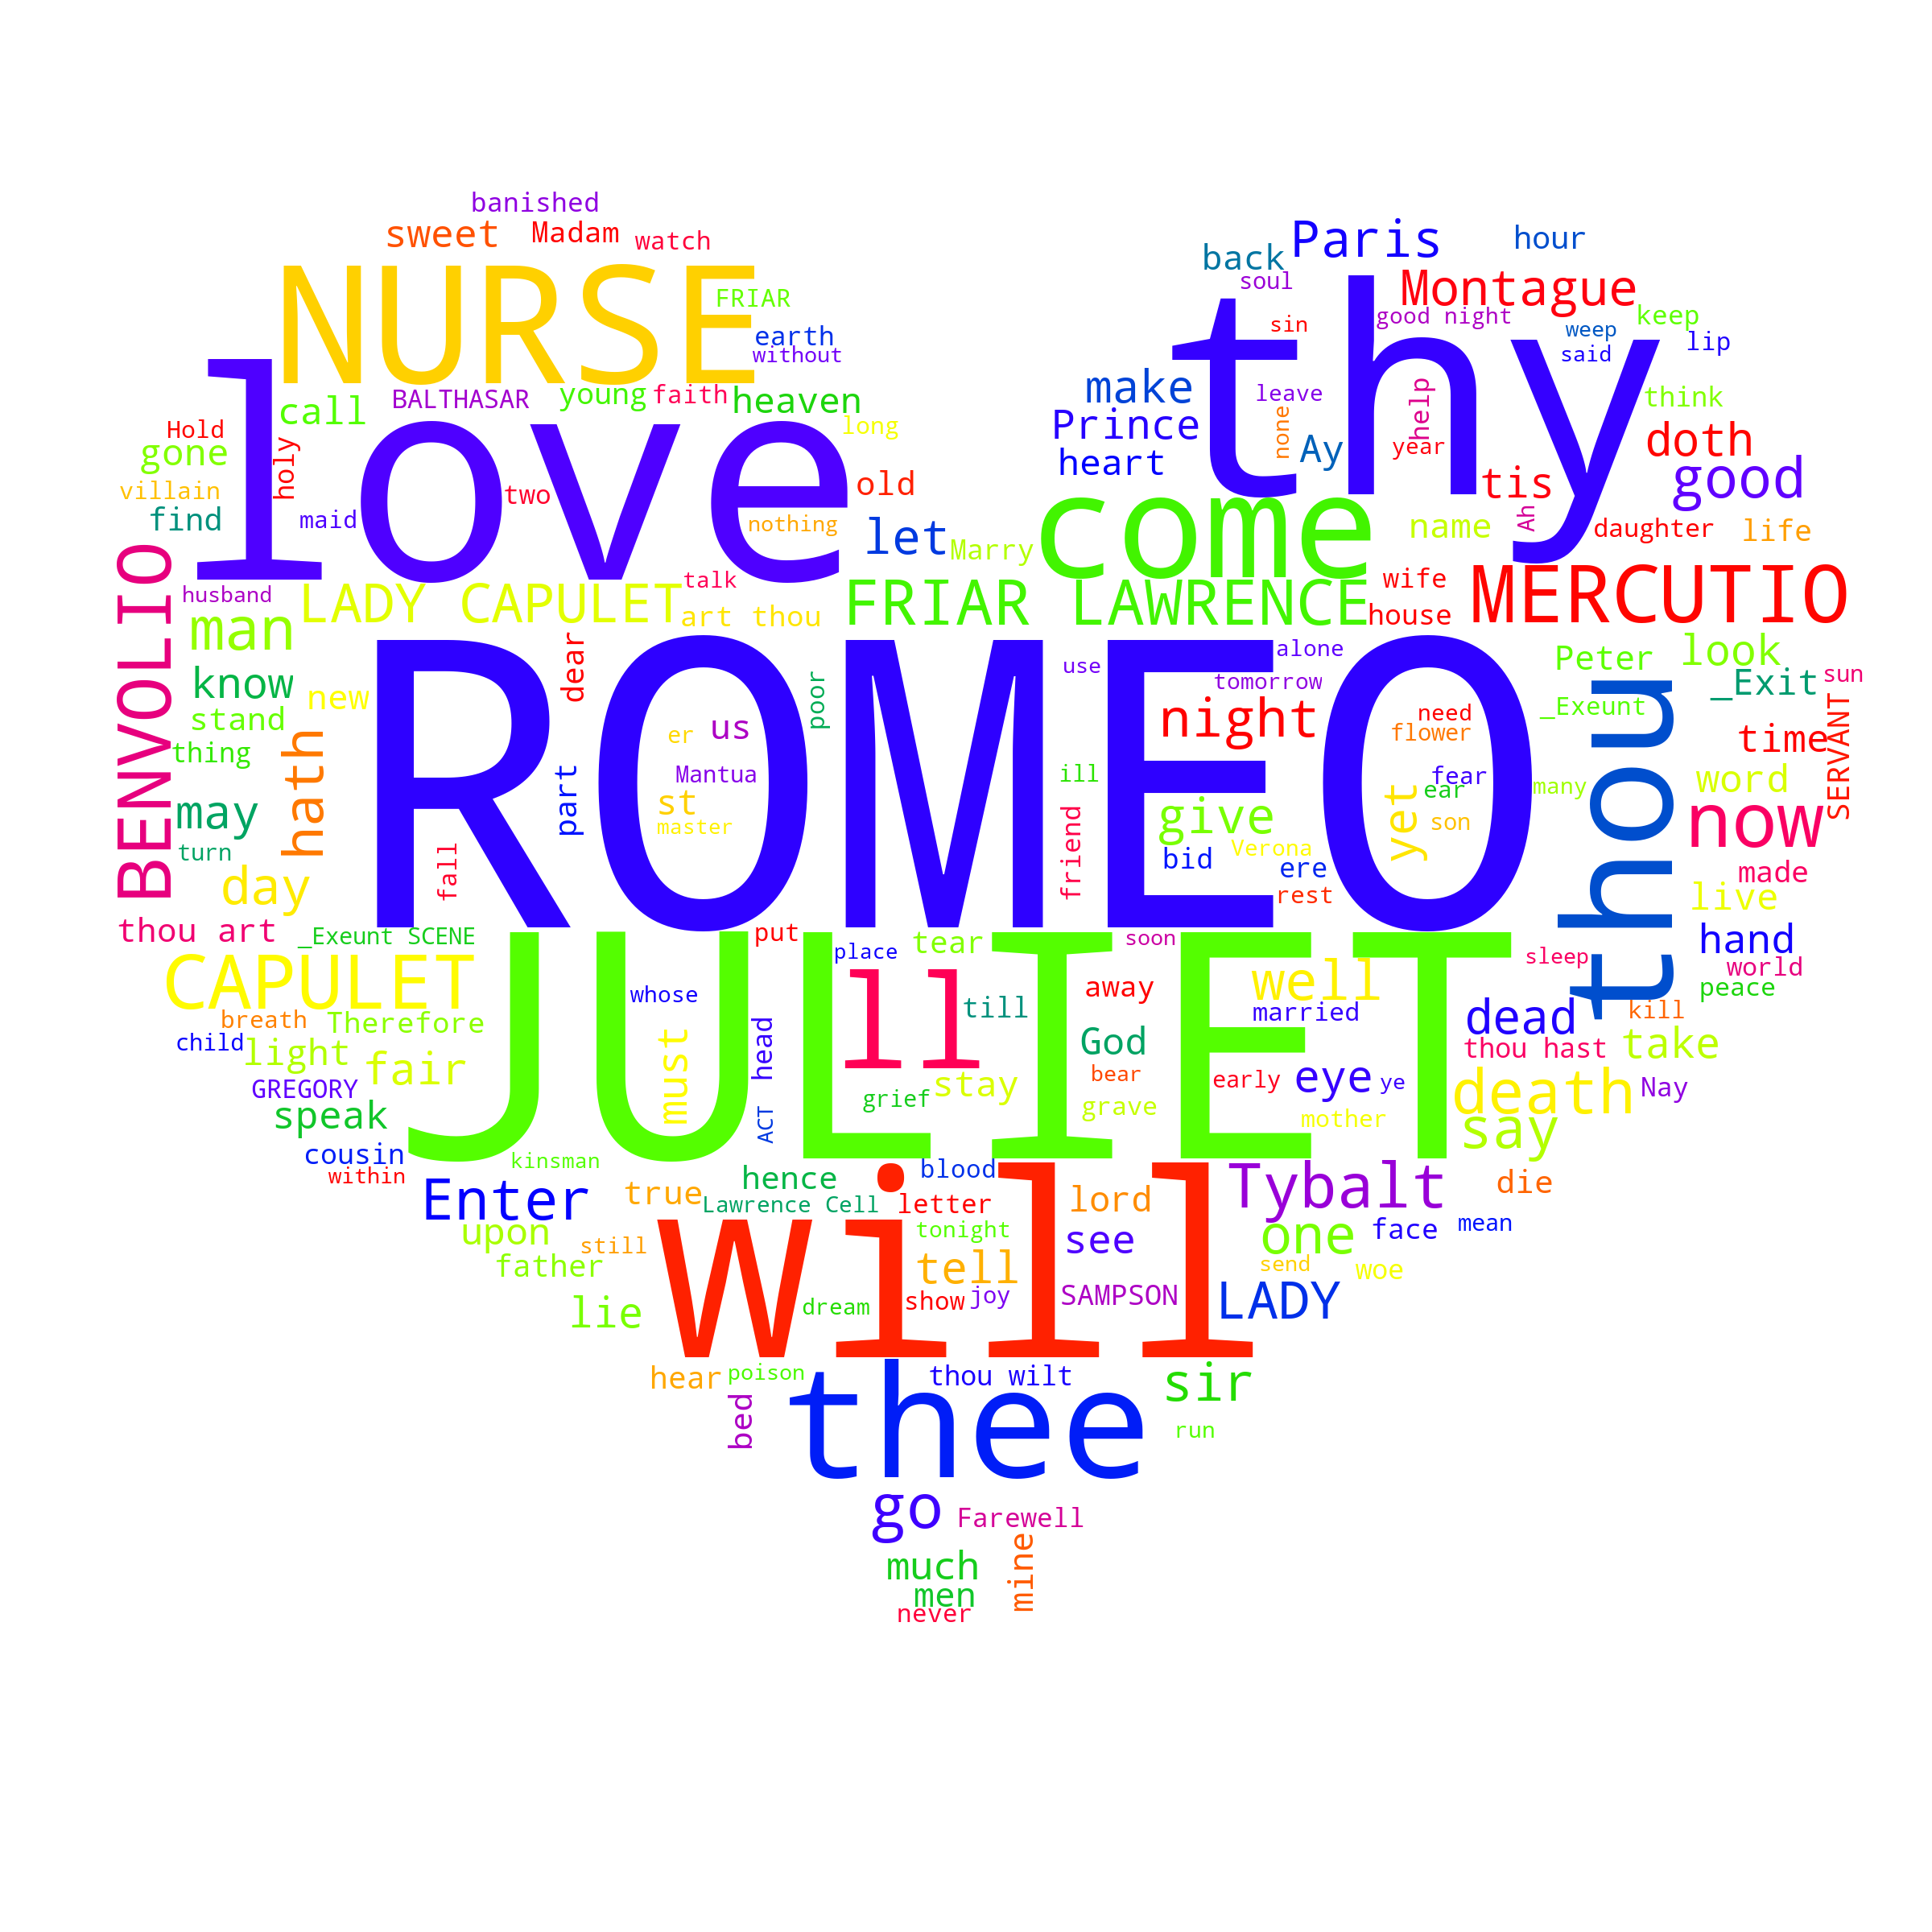 banished
sweet Madam watch
Paris hour
back
NURSE
FRIAR
soul
Montague
thy
good night
keep
sin
weep
earth
without
said
lip
love
call
BALTHASAR
young
faith
heaven
make
leave
help
think
Hold
gone
holy
long
Prince
none
Ay
year
doth
heart
villain
find
maid
two
old
tis
good
nothing
let
Marry
come
name
Ah
daughter
life
BENVOLIO
husband
LADY CAPULET
talk
art thou
FRIAR LAWRENCE
wife
house
MERCUTIO
man
know
new
stand
thing
dear
poor
ROMEO
use
alone
tomorrow
Peter
look
_Exit
sun
_Exeunt
SERVANT
thou
hath
er
us
Mantua
st
master
part
night
need
flower
time
ill
fear
ear
many
word
may
turn
give
yet
son
now
day
fall
friend
bid
Verona
ere
rest
made
live
thou art
_Exeunt SCENE
put
place
tear
soon
hand
sleep
world
peace
CAPULET
JULIET
whose
ll
till
away
well
married
dead
kill
breath
Therefore
child
light
fair
must
head
God
thou hast
take
GREGORY
grief
stay
bear
early
eye
ye
death
Nay
speak
ACT
grave
mother
say
cousin
within
kinsman
hence
blood
Tybalt
die
Enter
true
Lawrence Cell
letter
lord
upon
still
will
tonight
see
one
face
mean
father
tell
send
woe
lie
dream
show
joy
SAMPSON
LADY
hear
poison
thou wilt
sir
bed
thee
run
go
Farewell
much
mine
men
never